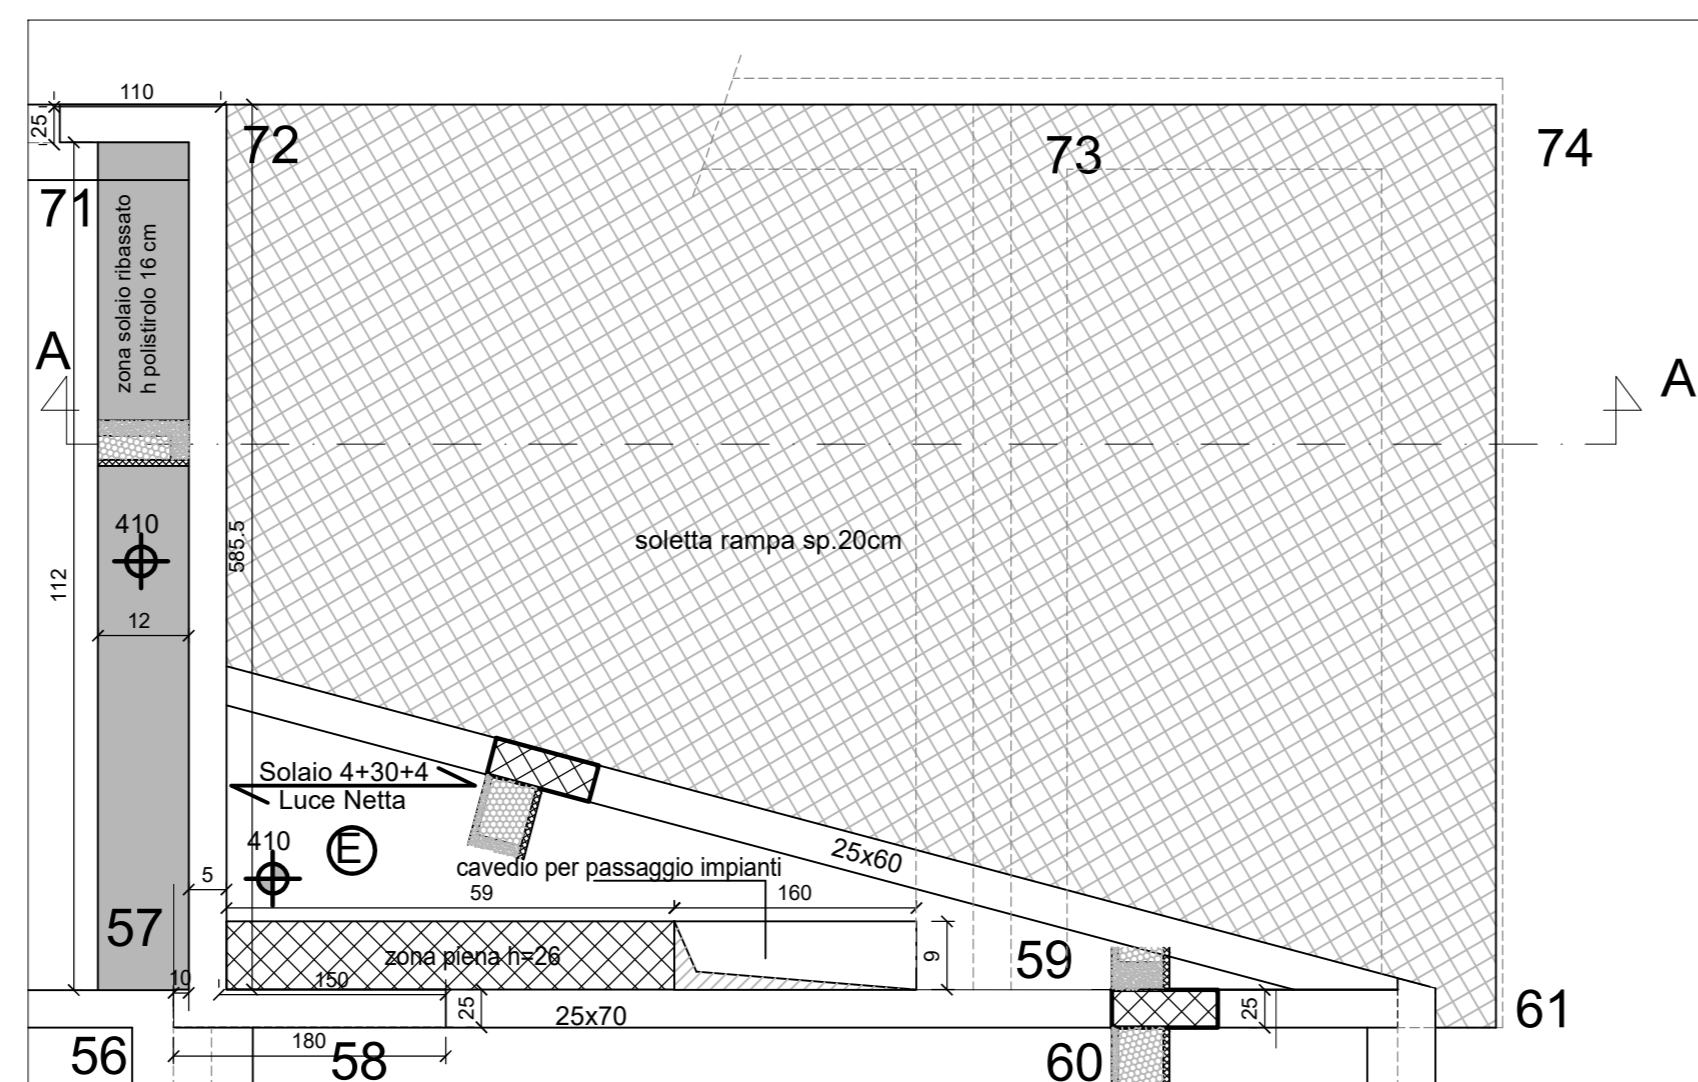 110
25
72
73
74
71
zona solaio ribassato
h polistirolo 16 cm
A
A
410
585.5
soletta rampa sp.20cm
112
12
Solaio 4+30+4
Luce Netta
410
E
25x60
cavedio per passaggio impianti
5
59
160
57
zona piena h=26
9
59
10
150
25
25x70
25
61
180
56
58
60